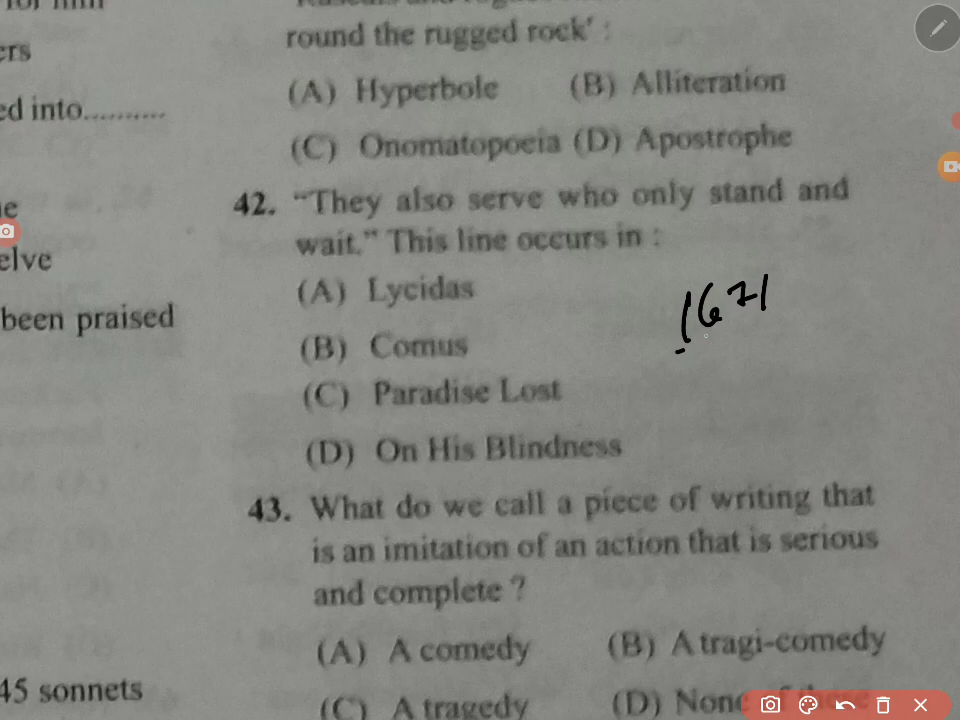 ers
round the rugged rock' :
(A) Hyperbole (B) Alliteration
ed into..........
(C) Onomatopoeia (D) Apostrophe
42. "They also serve who only stand and
wait." This line occurs in :
elve
(A) Lycidas
1671
been praised
(B) Comus
(C) Paradise Lost
(D) On His Blindness
43. What do we call a piece of writing that
is an imitation of an action that is serious
and complete ?
(A) A comedy (B) A tragi-comedy
45 sonnets
(C) A tragedy (D) None of these